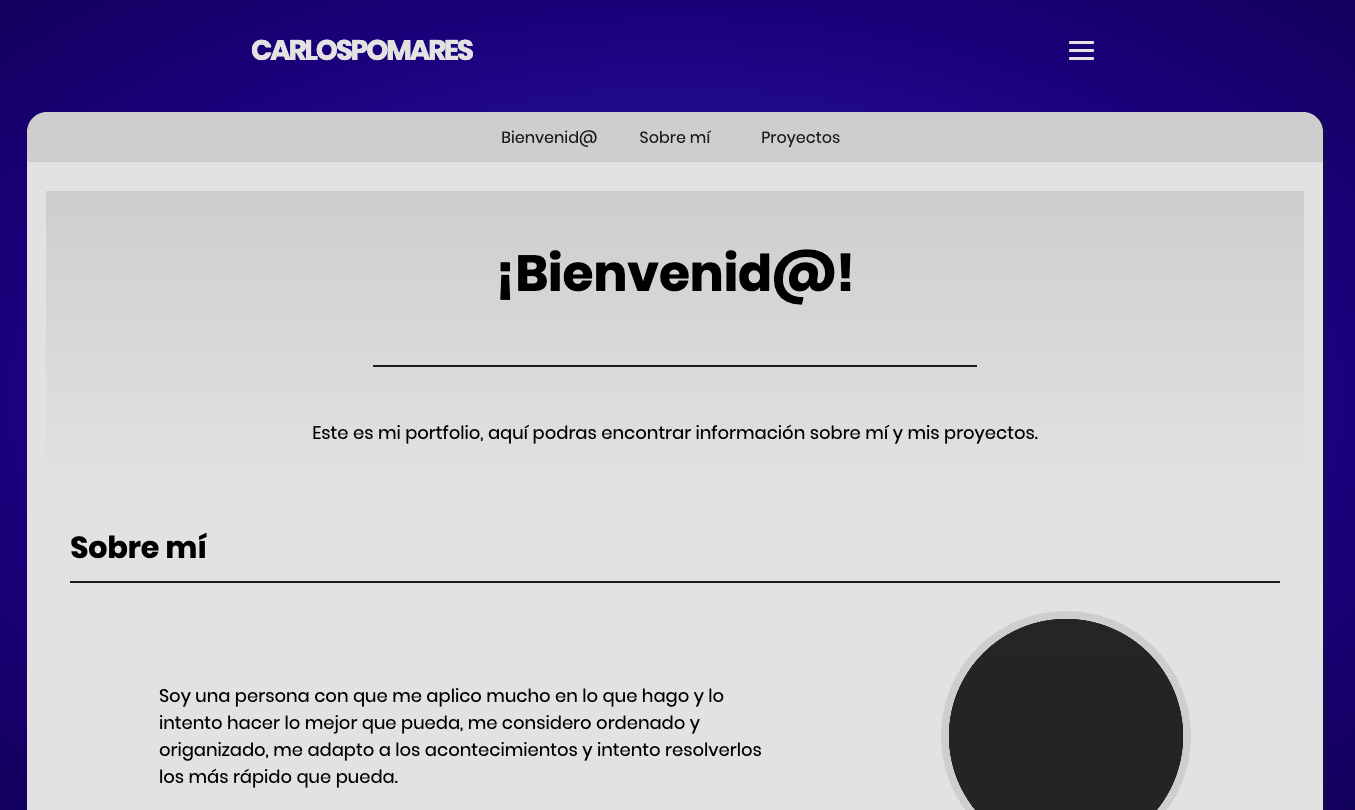 CARLOSPOMARES
Bienvenid@ Sobre mí Proyectos
¡Bienvenid@!
Este es mi portfolio, aquí podras encontrar información sobre mí y mis proyectos.
Sobre mí
Soy una persona con que me aplico mucho en lo que hago y lo
intento hacer lo mejor que pueda, me considero ordenado y
origanizado, me adapto a los acontecimientos y intento resolverlos
los más rápido que pueda.